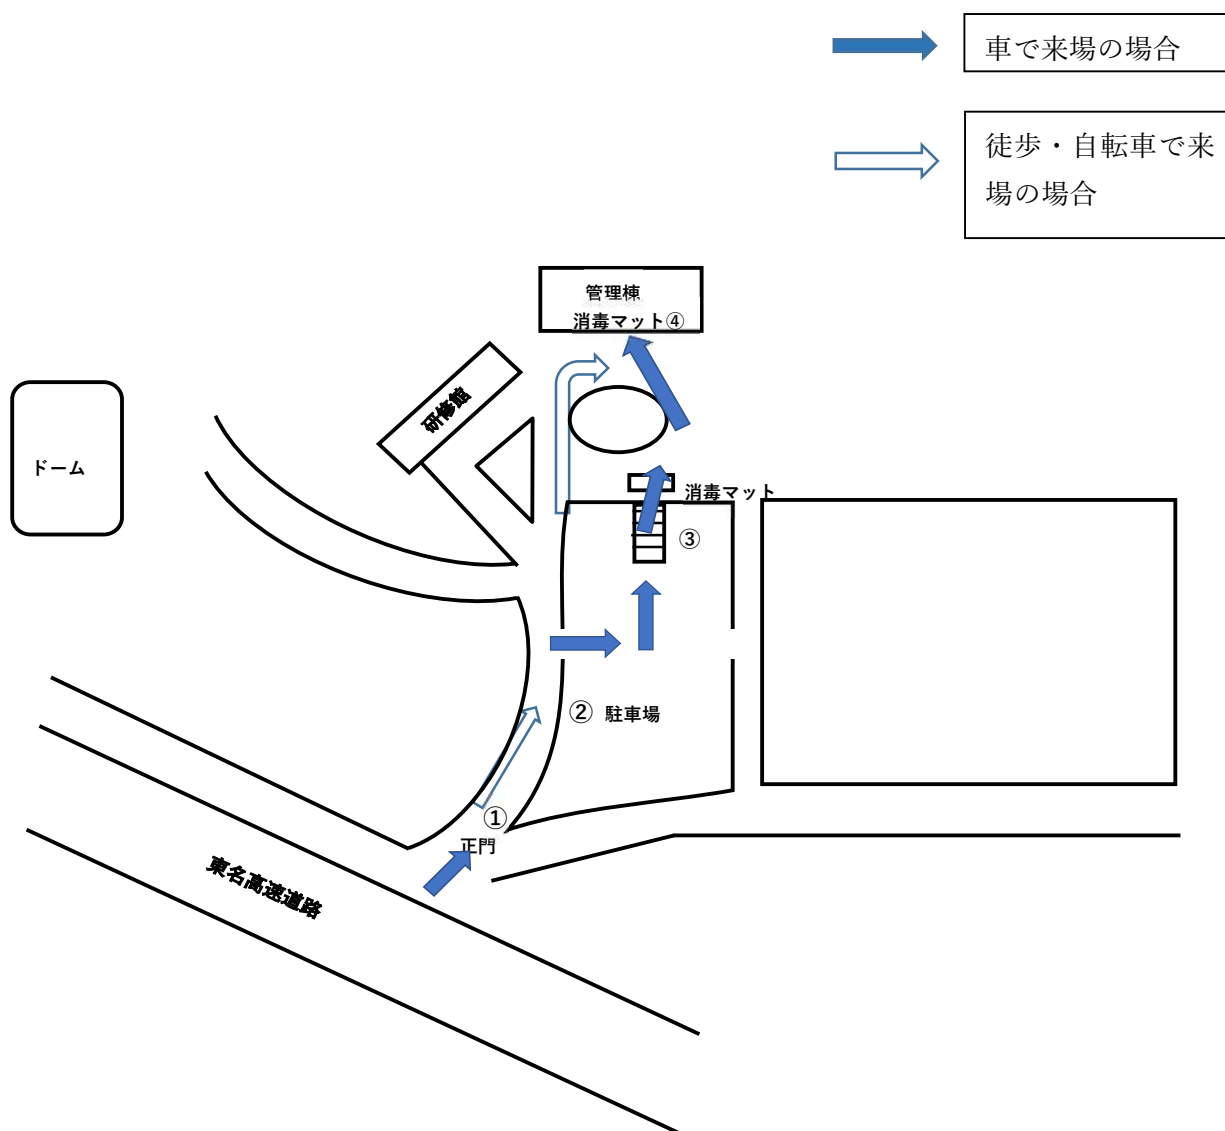 車で来場の場合
徒歩・自転車で来
場の場合
管理棟
消毒マット④
研修館
ドーム
消毒マット
③
② 駐車場
①
正門
東名高速道路